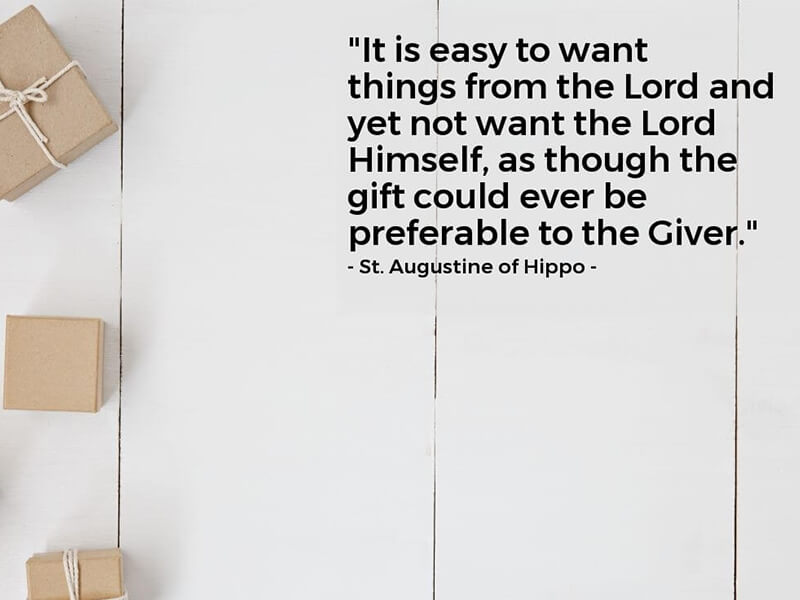 "It is easy to want
things from the Lord and
yet not want the Lord
Himself, as though the
gift could ever be
preferable to the Giver."
- St. Augustine of Hippo -